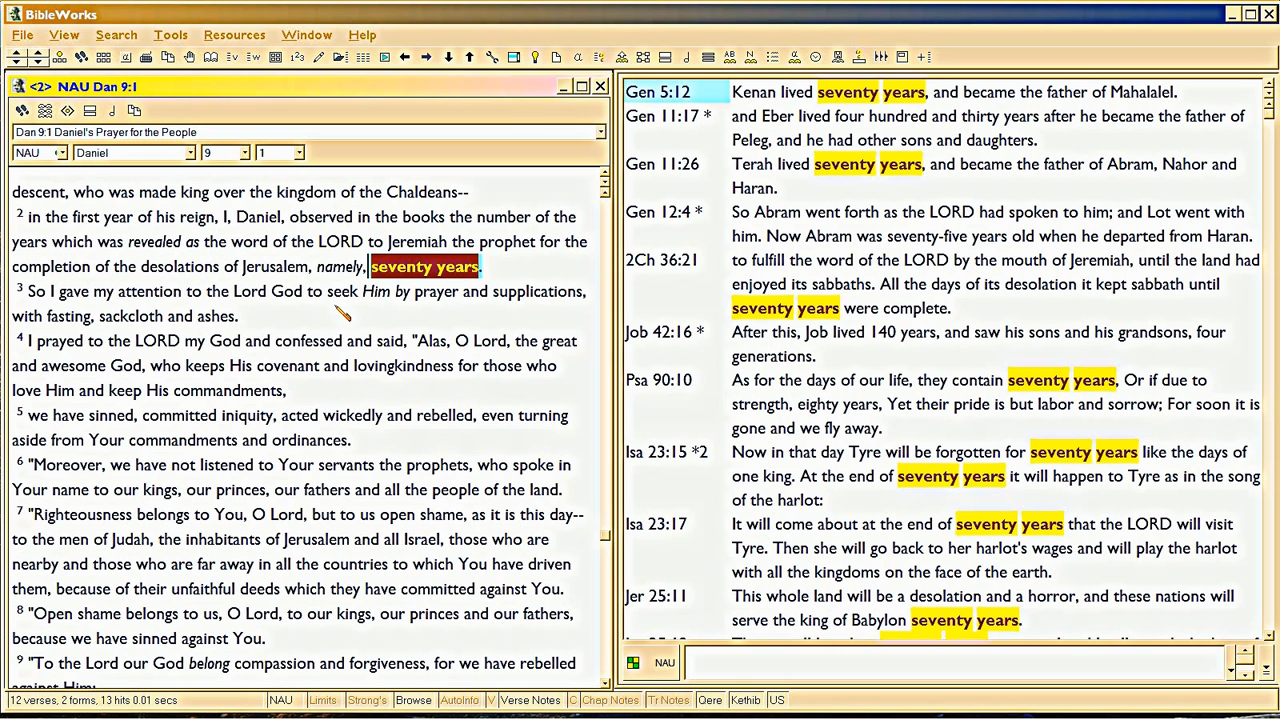 BibleWorks
File View Search Tools Resources Window Help
<2> NAU Dan 9:1
Dan 9:1 Daniel's Prayer for the People
NAU Daniel 9 1
descent, who was made king over the kingdom of the Chaldeans--
2 in the first year of his reign, I, Daniel, observed in the books the number of the
years which was revealed as the word of the LORD to Jeremiah the prophet for the
completion of the desolations of Jerusalem, namely, seventy years.
3 So I gave my attention to the Lord God to seek Him by prayer and supplications,
with fasting, sackcloth and ashes.
4 I prayed to the LORD my God and confessed and said, "Alas, O Lord, the great
and awesome God, who keeps His covenant and lovingkindness for those who
love Him and keep His commandments,
5 we have sinned, committed iniquity, acted wickedly and rebelled, even turning
aside from Your commandments and ordinances.
6 "Moreover, we have not listened to Your servants the prophets, who spoke in
Your name to our kings, our princes, our fathers and all the people of the land.
7 "Righteousness belongs to You, O Lord, but to us open shame, as it is this day--
to the men of Judah, the inhabitants of Jerusalem and all Israel, those who are
nearby and those who are far away in all the countries to which You have driven
them, because of their unfaithful deeds which they have committed against You.
8 "Open shame belongs to us, O Lord, to our kings, our princes and our fathers,
because we have sinned against You.
9 "To the Lord our God belong compassion and forgiveness, for we have rebelled
against Him;
Gen 5:12 Kenan lived seventy years, and became the father of Mahalalel.
Gen 11:17 * and Eber lived four hundred and thirty years after he became the father of
Peleg, and he had other sons and daughters.
Gen 11:26 Terah lived seventy years, and became the father of Abram, Nahor and
Haran.
Gen 12:4 * So Abram went forth as the LORD had spoken to him; and Lot went with
him. Now Abram was seventy-five years old when he departed from Haran.
2Ch 36:21 to fulfill the word of the LORD by the mouth of Jeremiah, until the land had
enjoyed its sabbaths. All the days of its desolation it kept sabbath until
seventy years were complete.
Job 42:16 * After this, Job lived 140 years, and saw his sons and his grandsons, four
generations.
Psa 90:10 As for the days of our life, they contain seventy years, Or if due to
strength, eighty years, Yet their pride is but labor and sorrow; For soon it is
gone and we fly away.
Isa 23:15 *2 Now in that day Tyre will be forgotten for seventy years like the days of
one king. At the end of seventy years it will happen to Tyre as in the song
of the harlot:
Isa 23:17 It will come about at the end of seventy years that the LORD will visit
Tyre. Then she will go back to her harlot's wages and will play the harlot
with all the kingdoms on the face of the earth.
Jer 25:11 This whole land will be a desolation and a horror, and these nations will
serve the king of Babylon seventy years.
NAU
12 verses, 2 forms, 13 hits 0.01 secs NAU Limits Strong's Browse AutoInfo V Verse Notes C Chap Notes Tr Notes Qere Kethib US